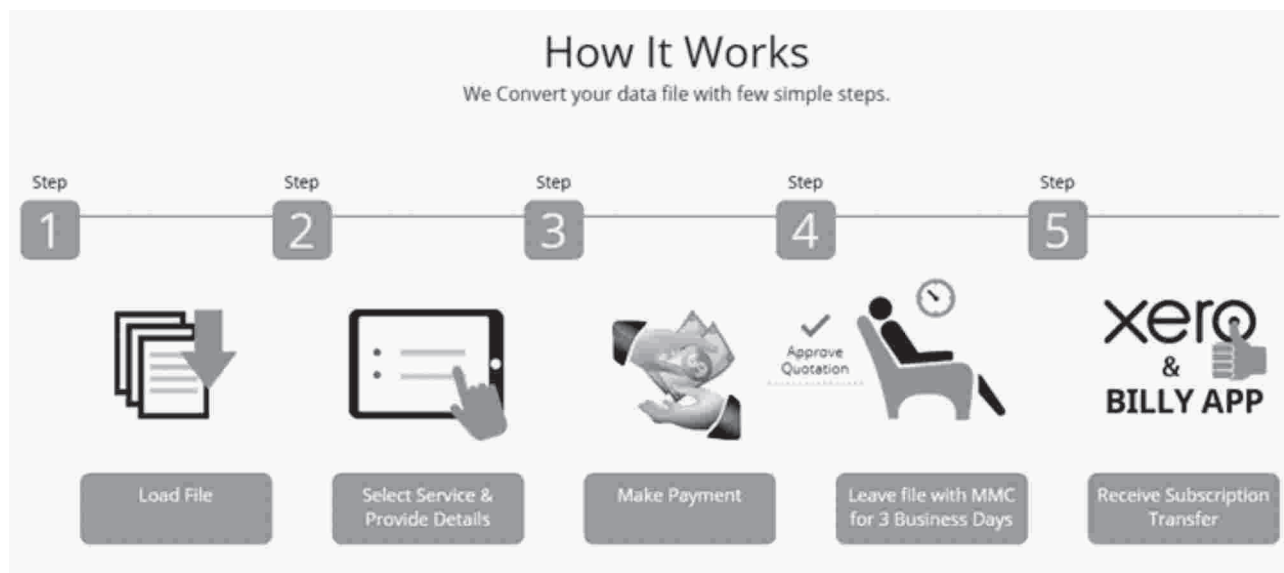 How It Works
We Convert your data file with few simple steps.
Step
1
Step
2
Step
3
Step
4
Step
5
Approve
Quotation
xero
&
BILLY APP
Load File
Select Service &
Provide Details
Make Payment
Leave file with MMC
for 3 Business Days
Receive Subscription
Transfer